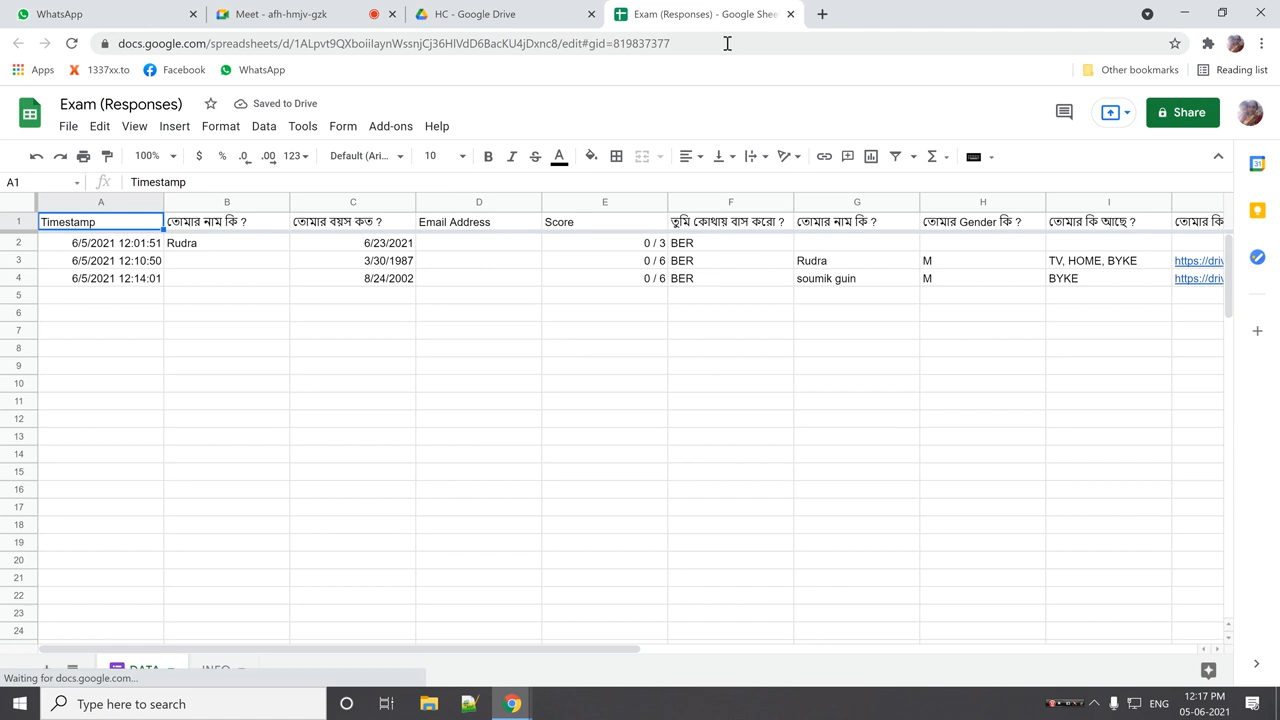 WhatsApp
Meet - afh-hmjv-gzk
HC - Google Drive
Exam (Responses) - Google Shee
docs.google.com/spreadsheets/d/1ALpvt9QXboiiIaynWssnjCj36HIVdD6BacKU4jDxnc8/edit#gid=819837377
Apps 1337xx.to Facebook WhatsApp Other bookmarks Reading list
Exam (Responses) Saved to Drive
Share
File Edit View Insert Format Data Tools Form Add-ons Help
100% $ % .0 .00 123 Default (Ari... 10 B I S A
A1 fx Timestamp
A B C D E F G H I
1 Timestamp তোমার নাম কি ? তোমার বয়স কত ? Email Address Score তুমি কোথায় বাস করো ? তোমার নাম কি ? তোমার Gender কি ? তোমার কি আছে ? তোমার কি
2 6/5/2021 12:01:51 Rudra 6/23/2021 0 / 3 BER
3 6/5/2021 12:10:50 3/30/1987 0 / 6 BER Rudra M TV, HOME, BYKE https://driv
4 6/5/2021 12:14:01 8/24/2002 0 / 6 BER soumik guin M BYKE https://driv
5
6
7
8
9
10
11
12
13
14
15
16
17
18
19
20
21
22
23
24
DATA INFO
Waiting for docs.google.com...
Type here to search
ENG
12:17 PM
05-06-2021